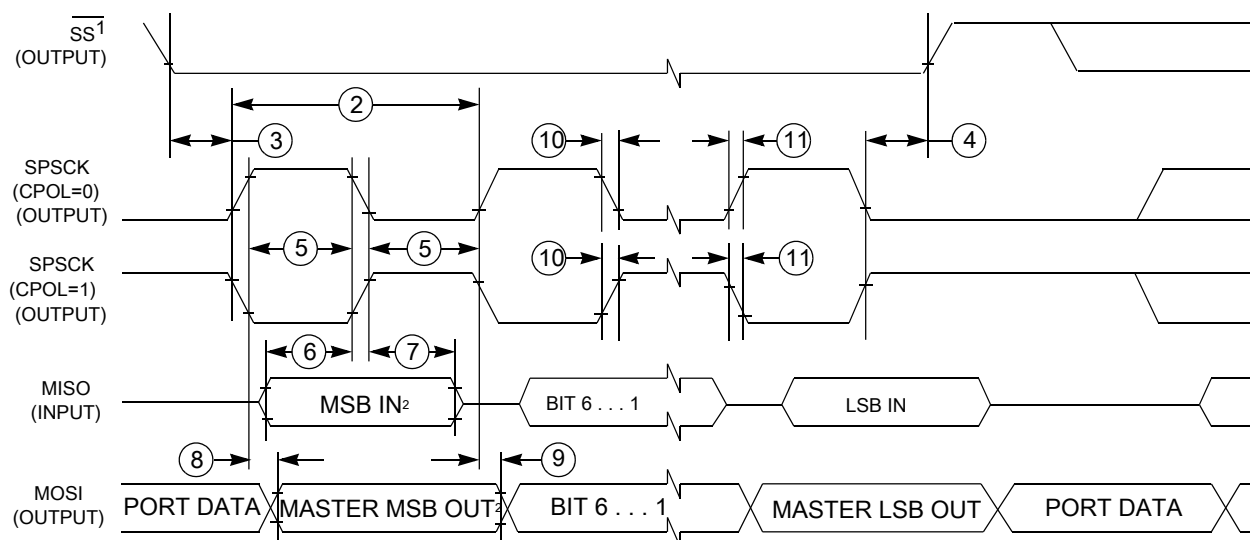 SS1
(OUTPUT)
2
3
10
11
4
SPSCK
(CPOL=0)
(OUTPUT)
5
5
10
11
SPSCK
(CPOL=1)
(OUTPUT)
6
7
MISO
(INPUT)
MSB IN2
BIT 6 . . . 1
LSB IN
8
9
MOSI
(OUTPUT)
PORT DATA
MASTER MSB OUT2
BIT 6 . . . 1
MASTER LSB OUT
PORT DATA